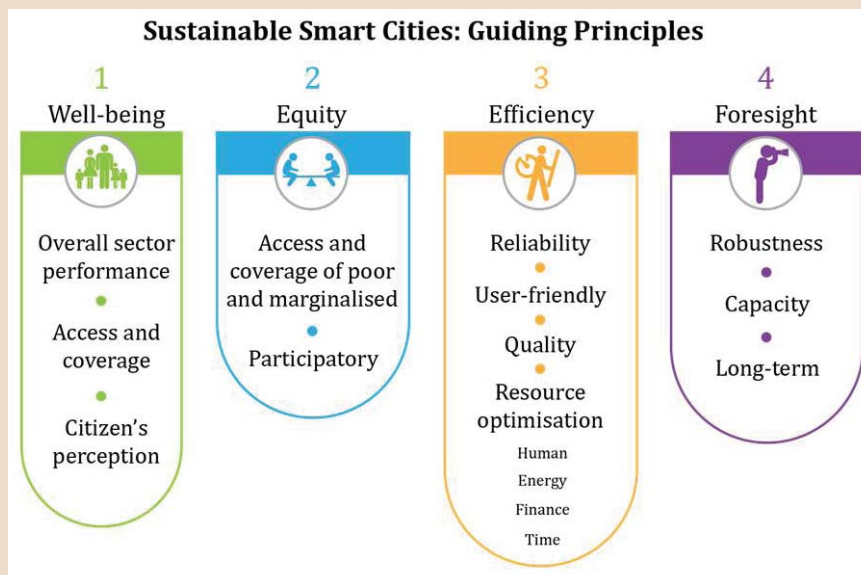 Sustainable Smart Cities: Guiding Principles
1
Well-being
Overall sector
performance
Access and
coverage
Citizen’s
perception
2
Equity
Access and
coverage of poor
and marginalised
Participatory
3
Efficiency
Reliability
User-friendly
Quality
Resource
optimisation
Human
Energy
Finance
Time
4
Foresight
Robustness
Capacity
Long-term